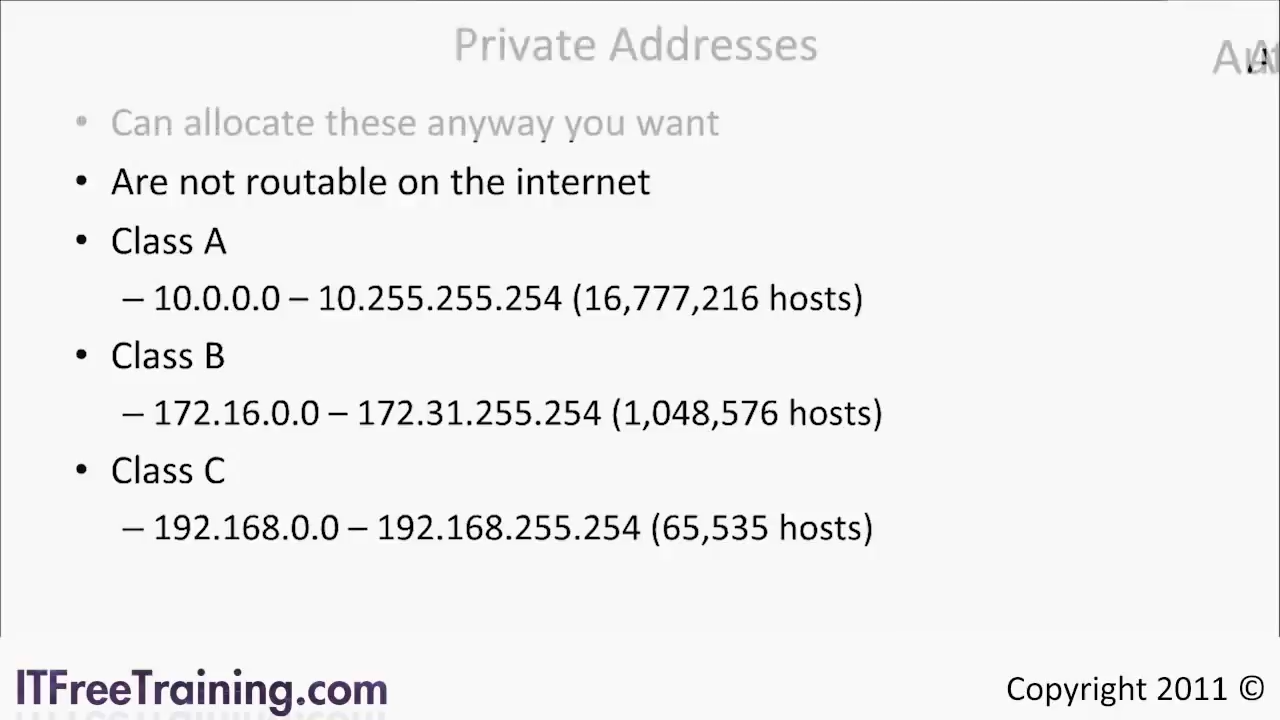 Private Addresses
• Can allocate these anyway you want
• Are not routable on the internet
• Class A
– 10.0.0.0 – 10.255.255.254 (16,777,216 hosts)
• Class B
– 172.16.0.0 – 172.31.255.254 (1,048,576 hosts)
• Class C
– 192.168.0.0 – 192.168.255.254 (65,535 hosts)
ITFreeTraining.com
Copyright 2011 ©